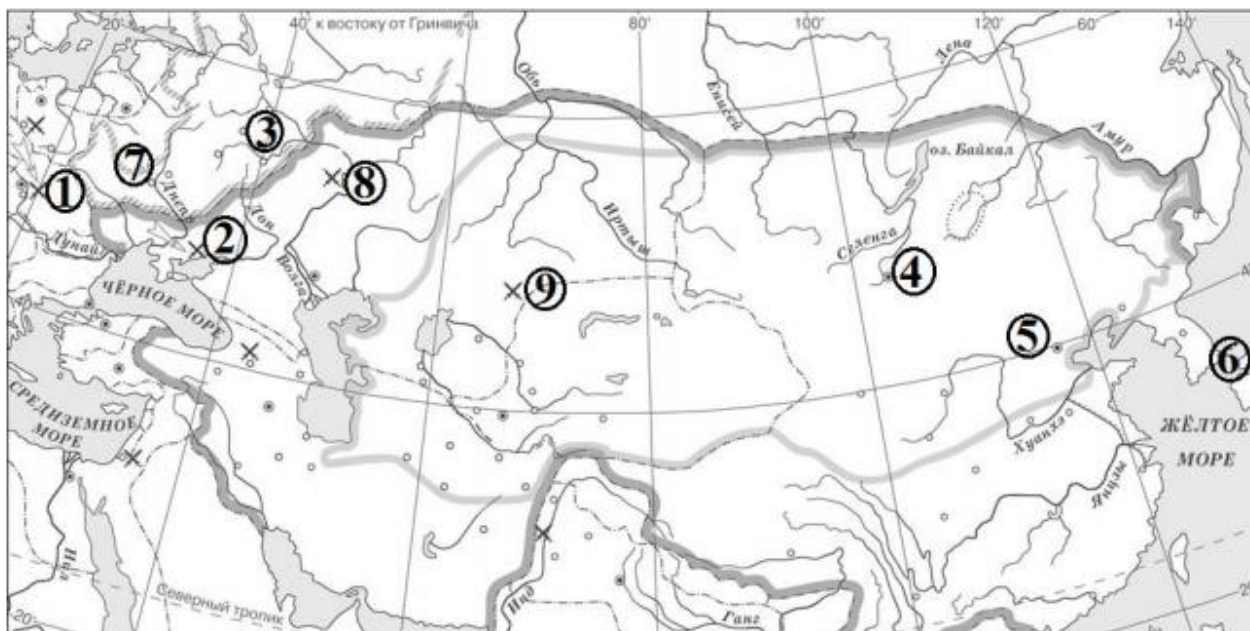 20°
40°
к востоку от Гринвича
80°
100°
120°
60°
140°
Обь
Енисей
Лена
Амур
оз. Байкал
3
7
Днепр
8
1
2
Дон
Дунай
Волга
Иртыш
Селенга
4
9
ЧЁРНОЕ МОРЕ
5
6
СРЕДИЗЕМНОЕ
МОРЕ
Хуанхэ
ЖЁЛТОЕ
МОРЕ
Янцзы
Нил
Северный тропик
20°
Инд
Ганг